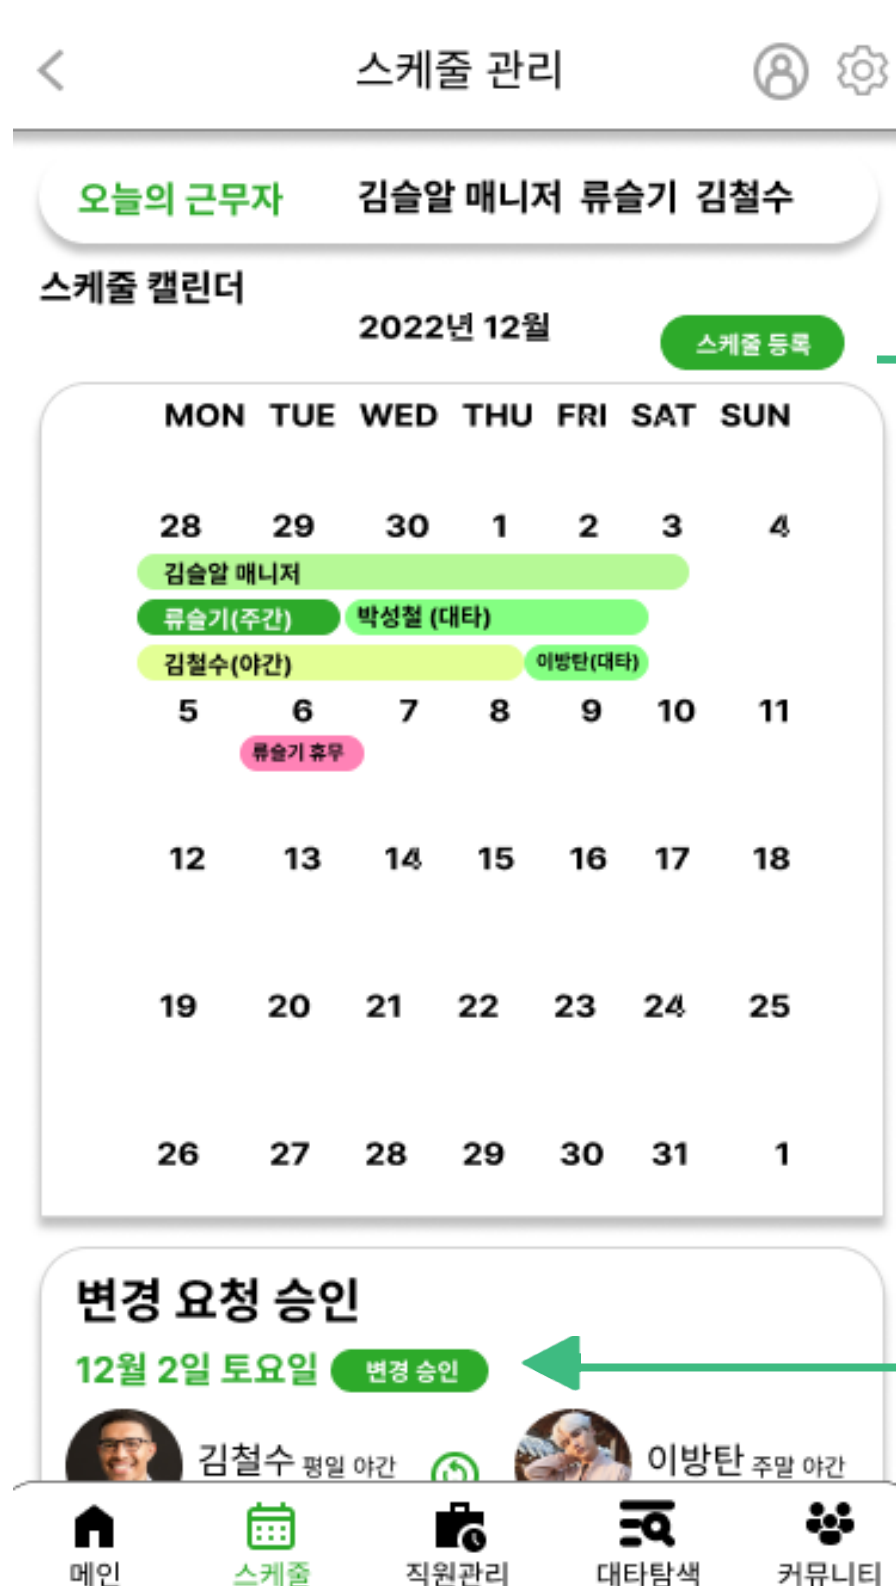 스케줄 관리
오늘의 근무자 김슬알 매니저 류슬기 김철수
스케줄 캘린더
2022년 12월
스케줄 등록
MON TUE WED THU FRI SAT SUN
28 29 30 1 2 3 4
김슬알 매니저
류슬기(주간) 박성철 (대타)
김철수(야간) 이방탄(대타)
5 6 7 8 9 10 11
류슬기 휴무
12 13 14 15 16 17 18
19 20 21 22 23 24 25
26 27 28 29 30 31 1
변경 요청 승인
12월 2일 토요일 변경 승인
김철수 평일 야간 이방탄 주말 야간
메인 스케줄 직원관리 대타탐색 커뮤니티